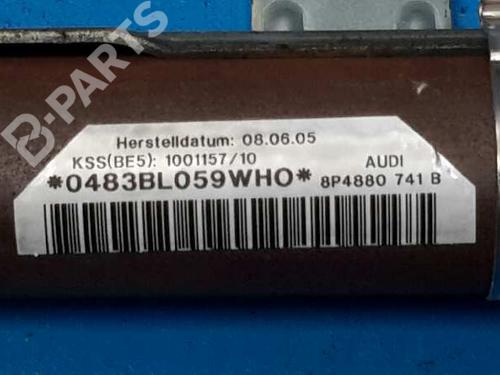 B-PARTS
Herstelldatum: 08.06.05
KSS(BE5): 1001157/10
AUDI
*0483BL059WHO*
8P4880 741 B